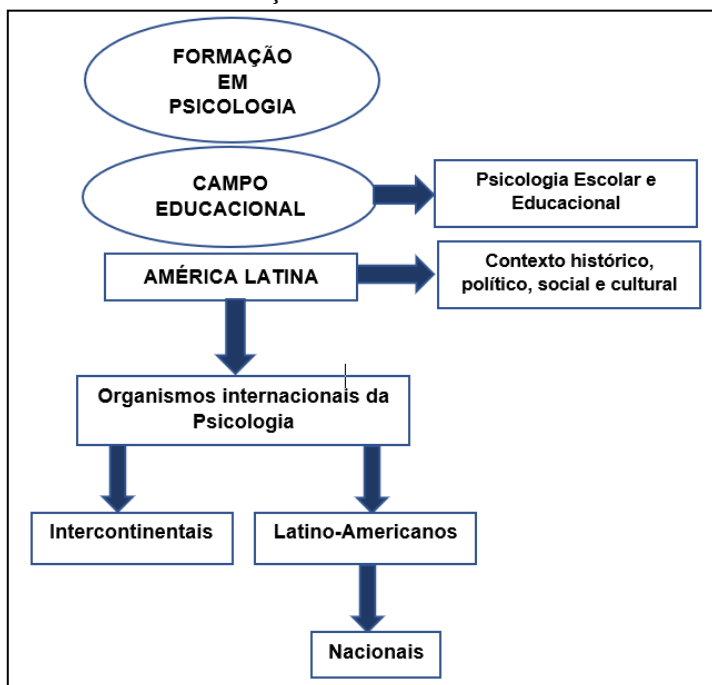 FORMAÇÃO
EM
PSICOLOGIA
CAMPO
EDUCACIONAL
Psicologia Escolar e
Educacional
AMÉRICA LATINA
Contexto histórico,
político, social e cultural
Organismos internacionais da
Psicologia
Intercontinentais
Latino-Americanos
Nacionais